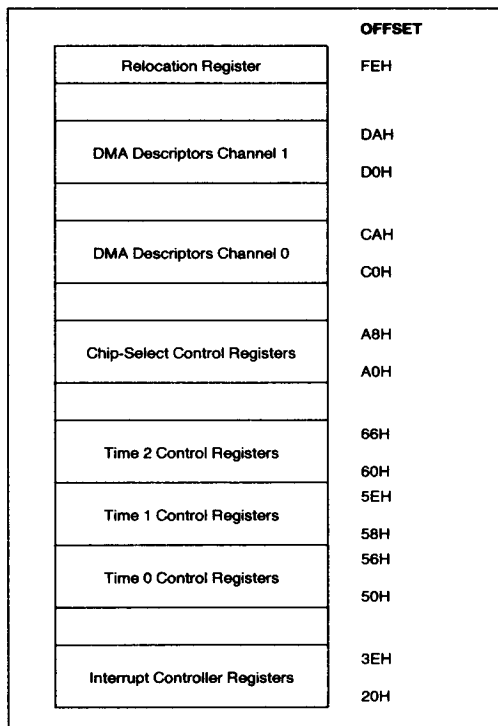 OFFSET
Relocation Register FEH
DAH
DMA Descriptors Channel 1
D0H
CAH
DMA Descriptors Channel 0
C0H
A8H
Chip-Select Control Registers
A0H
66H
Time 2 Control Registers
60H
5EH
Time 1 Control Registers
58H
56H
Time 0 Control Registers
50H
3EH
Interrupt Controller Registers
20H